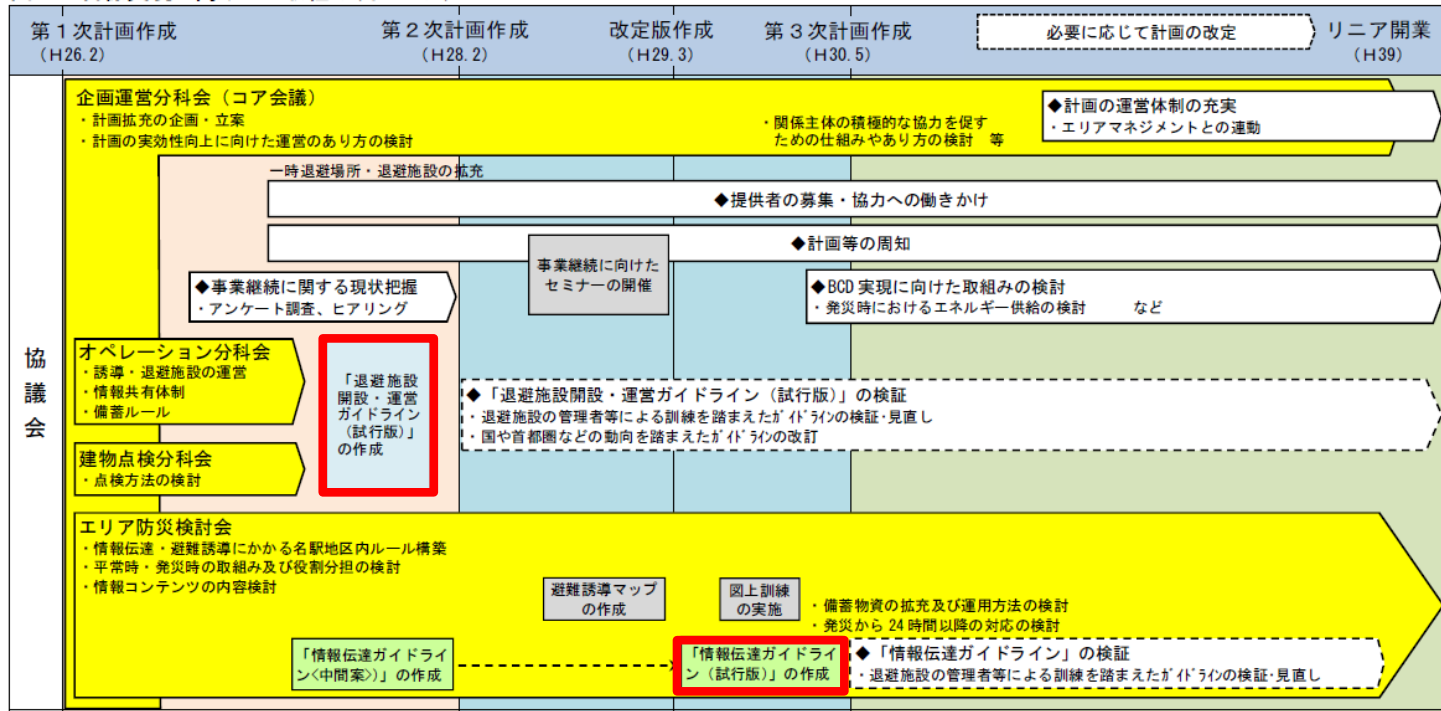 第1次計画作成
(H26.2)
第2次計画作成
(H28.2)
改定版作成
(H29.3)
第3次計画作成
(H30.5)
必要に応じて計画の改定
リニア開業
(H39)
協議会
企画運営分科会(コア会議)
・計画拡充の企画・立案
・計画の実効性向上に向けた運営のあり方の検討
・関係主体の積極的な協力を促す
ための仕組みやあり方の検討 等
◆計画の運営体制の充実
・エリアマネジメントとの連動
一時退避場所・退避施設の拡充
◆提供者の募集・協力への働きかけ
◆計画等の周知
事業継続に向けた
セミナーの開催
◆事業継続に関する現状把握
・アンケート調査、ヒアリング
◆BCD実現に向けた取組みの検討
・発災時におけるエネルギー供給の検討 など
オペレーション分科会
・誘導・退避施設の運営
・情報共有体制
・備蓄ルール
「退避施設
開設・運営
ガイドライン
(試行版)」
の作成
◆「退避施設開設・運営ガイドライン(試行版)」の検証
・退避施設の管理者等による訓練を踏まえたガイドラインの検証・見直し
・国や首都圏などの動向を踏まえたガイドラインの改訂
建物点検分科会
・点検方法の検討
エリア防災検討会
・情報伝達・避難誘導にかかる名駅地区内ルール構築
・平常時・発災時の取組み及び役割分担の検討
・情報コンテンツの内容検討
避難誘導マップ
の作成
図上訓練
の実施
・備蓄物資の拡充及び運用方法の検討
・発災から24時間以降の対応の検討
「情報伝達ガイドライ
ン〈中間案〉)」の作成
「情報伝達ガイドライ
ン(試行版)」の作成
◆「情報伝達ガイドライン」の検証
・退避施設の管理者等による訓練を踏まえたガイドラインの検証・見直し